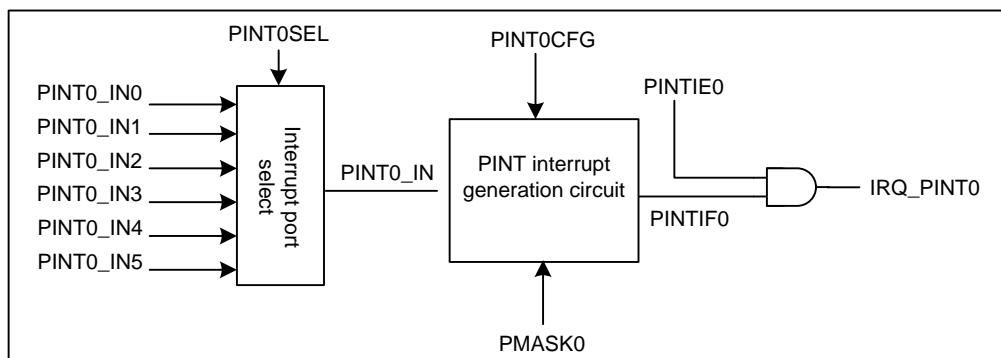 PINT0SEL
PINT0CFG
PINT0_IN0
PINT0_IN1
PINT0_IN2
PINT0_IN3
PINT0_IN4
PINT0_IN5
Interrupt port
select
PINT0_IN
PINT interrupt
generation circuit
PINTIE0
PINTIF0
IRQ_PINT0
PMASK0